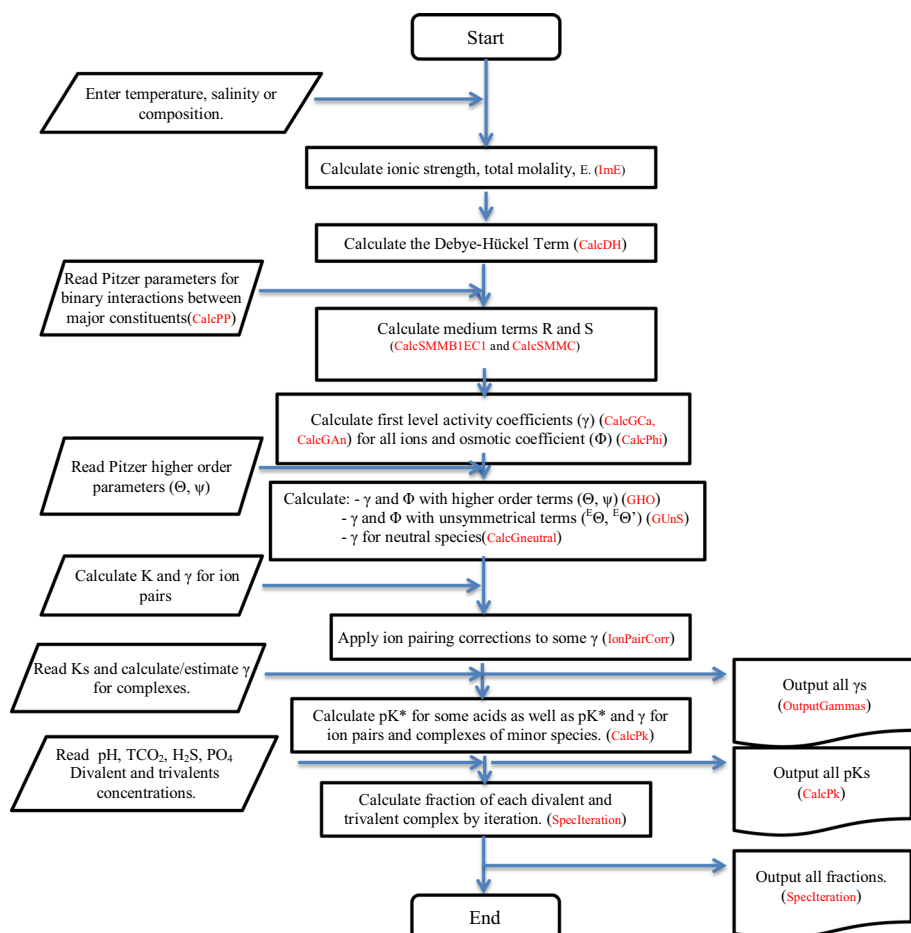 Start
Enter temperature, salinity or
composition.
Calculate ionic strength, total molality, E. (ImE)
Calculate the Debye-Hückel Term (CalcDH)
Read Pitzer parameters for
binary interactions between
major constituents(CalcPP)
Calculate medium terms R and S
(CalcSMMB1EC1 and CalcSMMC)
Calculate first level activity coefficients (γ) (CalcGCa,
CalcGAn) for all ions and osmotic coefficient (Φ) (CalcPhi)
Read Pitzer higher order
parameters (Θ, ψ)
Calculate: - γ and Φ with higher order terms (Θ, ψ) (GHO)
- γ and Φ with unsymmetrical terms (ᴱΘ, ᴱΘ’) (GUnS)
- γ for neutral species(CalcGneutral)
Calculate K and γ for ion
pairs
Apply ion pairing corrections to some γ (IonPairCorr)
Read Ks and calculate/estimate γ
for complexes.
Output all γs
(OutputGammas)
Calculate pK* for some acids as well as pK* and γ for
ion pairs and complexes of minor species. (CalcPk)
Read pH, TCO₂, H₂S, PO₄
Divalent and trivalents
concentrations.
Output all pKs
(CalcPk)
Calculate fraction of each divalent and
trivalent complex by iteration. (SpecIteration)
Output all fractions.
(SpecIteration)
End